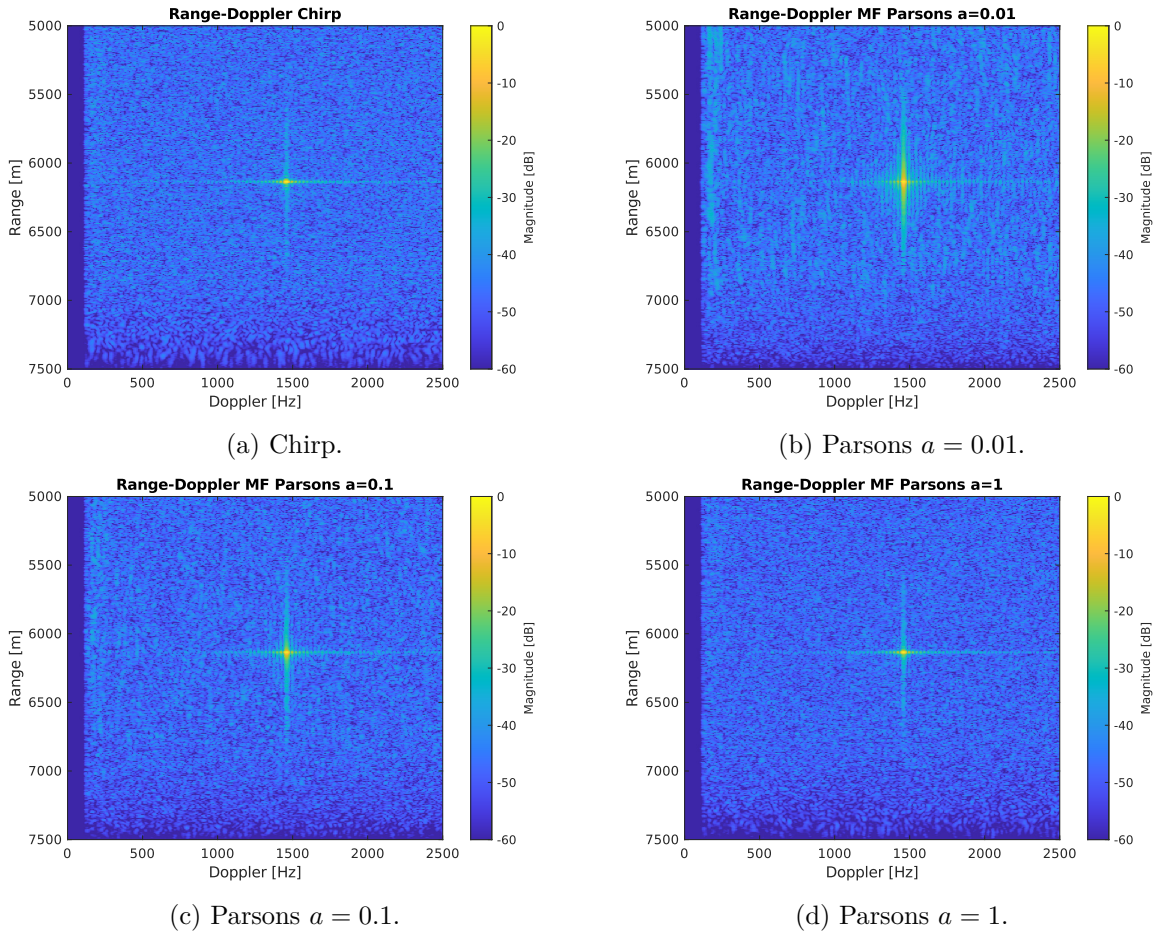 Range-Doppler Chirp
5000
5500
6000
6500
7000
7500
Range [m]
0 500 1000 1500 2000 2500
Doppler [Hz]
0
-10
-20
-30
-40
-50
-60
Magnitude [dB]
(a) Chirp.
Range-Doppler MF Parsons a=0.01
5000
5500
6000
6500
7000
7500
Range [m]
0 500 1000 1500 2000 2500
Doppler [Hz]
0
-10
-20
-30
-40
-50
-60
Magnitude [dB]
(b) Parsons a = 0.01.
Range-Doppler MF Parsons a=0.1
5000
5500
6000
6500
7000
7500
Range [m]
0 500 1000 1500 2000 2500
Doppler [Hz]
0
-10
-20
-30
-40
-50
-60
Magnitude [dB]
(c) Parsons a = 0.1.
Range-Doppler MF Parsons a=1
5000
5500
6000
6500
7000
7500
Range [m]
0 500 1000 1500 2000 2500
Doppler [Hz]
0
-10
-20
-30
-40
-50
-60
Magnitude [dB]
(d) Parsons a = 1.